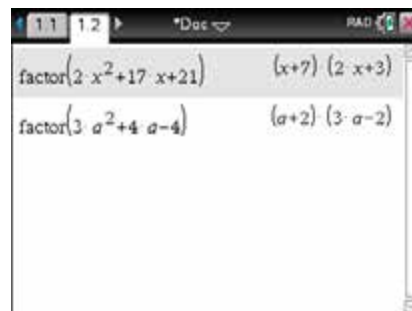 1.1 1.2 *Doc RAD
factor(2·x²+17·x+21) (x+7)·(2·x+3)
factor(3·a²+4·a−4) (a+2)·(3·a−2)